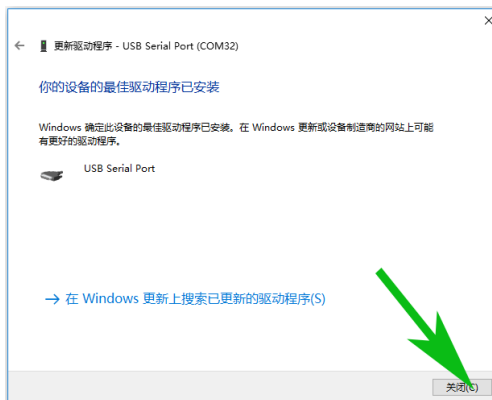 更新驱动程序 - USB Serial Port (COM32)
你的设备的最佳驱动程序已安装
Windows 确定此设备的最佳驱动程序已安装。在 Windows 更新或设备制造商的网站上可能
有更好的驱动程序。
USB Serial Port
在 Windows 更新上搜索已更新的驱动程序(S)
关闭(C)